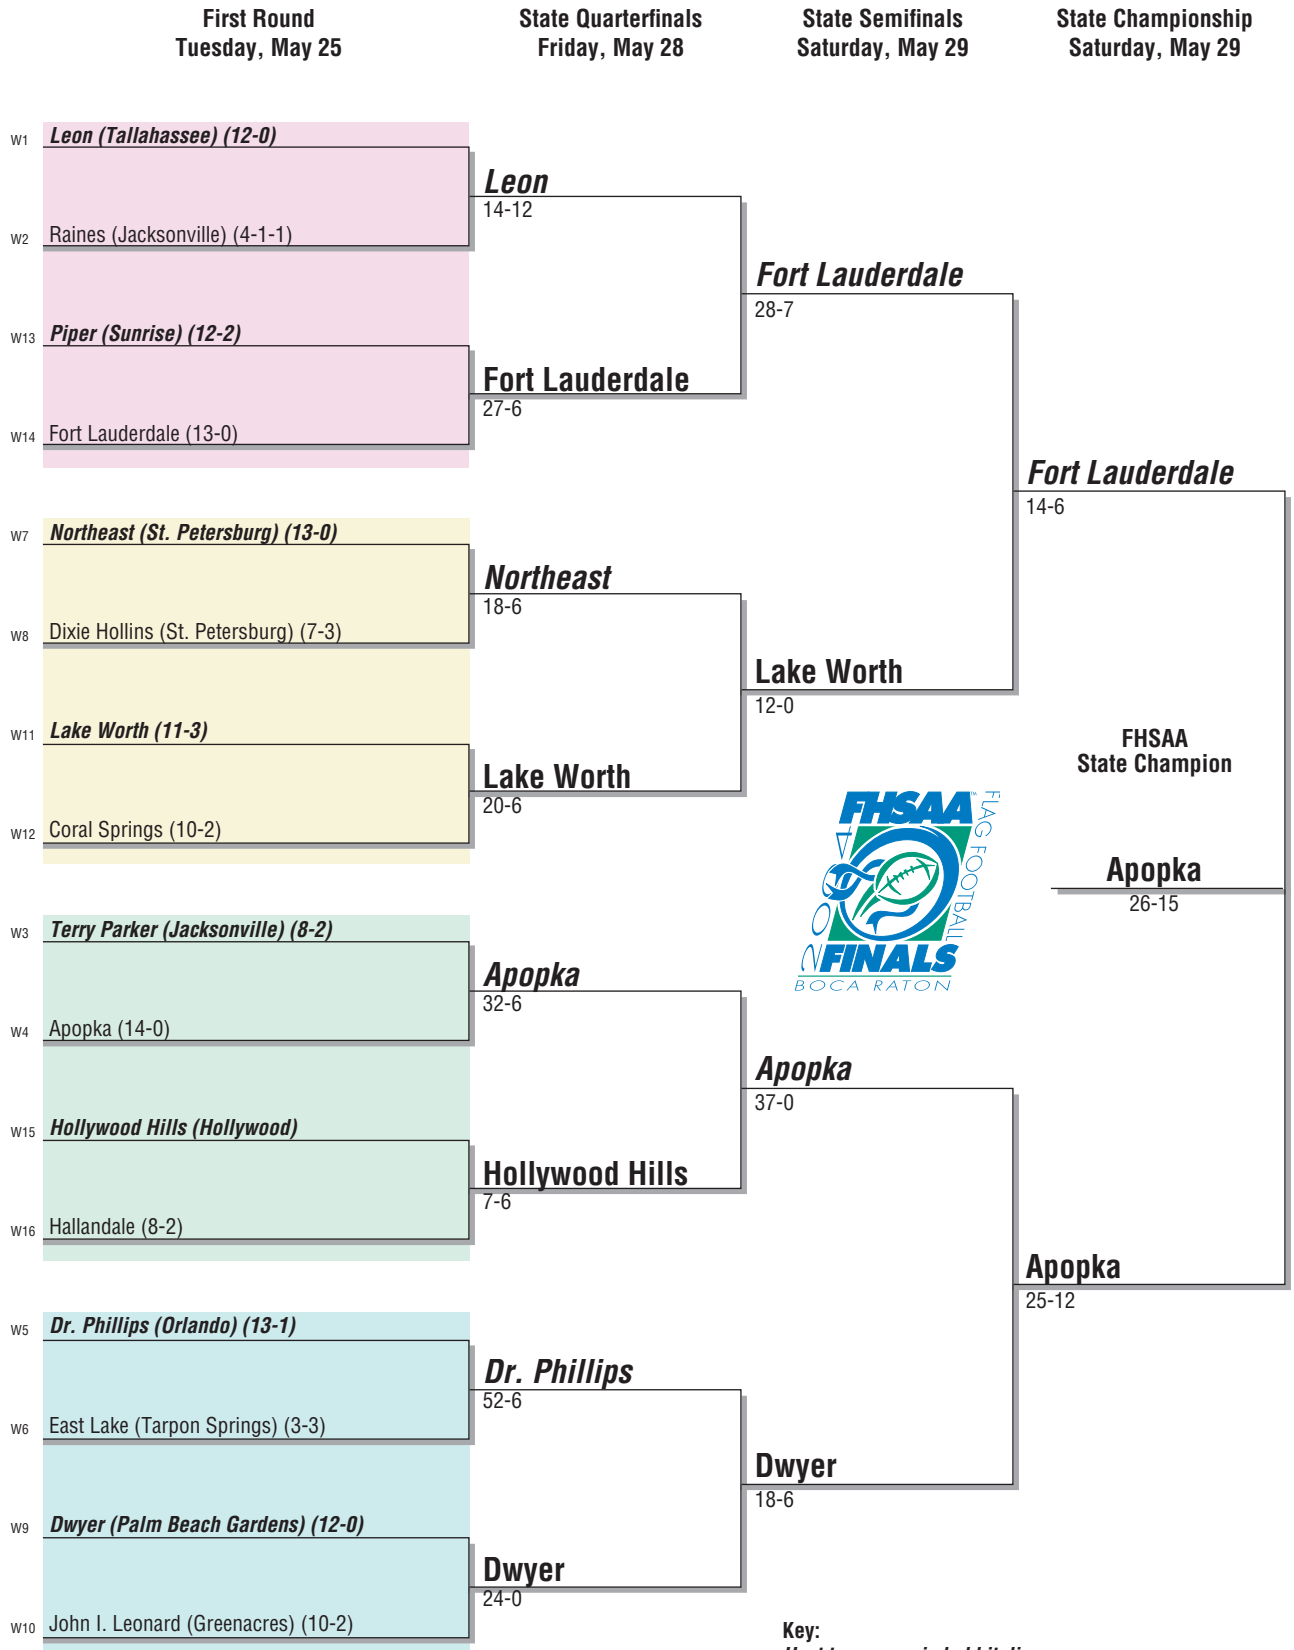 First Round
Tuesday, May 25
State Quarterfinals
Friday, May 28
State Semifinals
Saturday, May 29
State Championship
Saturday, May 29
W1 Leon (Tallahassee) (12-0)
Leon
14-12
W2 Raines (Jacksonville) (4-1-1)
Fort Lauderdale
28-7
W13 Piper (Sunrise) (12-2)
Fort Lauderdale
27-6
W14 Fort Lauderdale (13-0)
Fort Lauderdale
14-6
W7 Northeast (St. Petersburg) (13-0)
Northeast
18-6
W8 Dixie Hollins (St. Petersburg) (7-3)
Lake Worth
12-0
W11 Lake Worth (11-3)
Lake Worth
20-6
W12 Coral Springs (10-2)
FHSAA
State Champion
Apopka
26-15
FHSAA™
FLAG FOOTBALL
2004
FINALS
BOCA RATON
W3 Terry Parker (Jacksonville) (8-2)
Apopka
32-6
W4 Apopka (14-0)
Apopka
37-0
W15 Hollywood Hills (Hollywood)
Hollywood Hills
7-6
W16 Hallandale (8-2)
Apopka
25-12
W5 Dr. Phillips (Orlando) (13-1)
Dr. Phillips
52-6
W6 East Lake (Tarpon Springs) (3-3)
Dwyer
18-6
W9 Dwyer (Palm Beach Gardens) (12-0)
Dwyer
24-0
W10 John I. Leonard (Greenacres) (10-2)
Key: